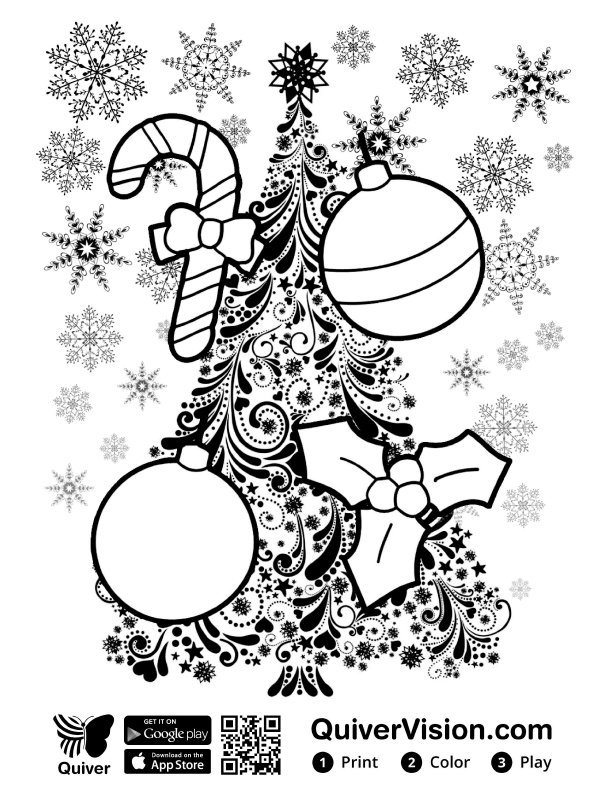 Quiver
GET IT ON
Google play
Download on the
App Store
QuiverVision.com
1 Print 2 Color 3 Play